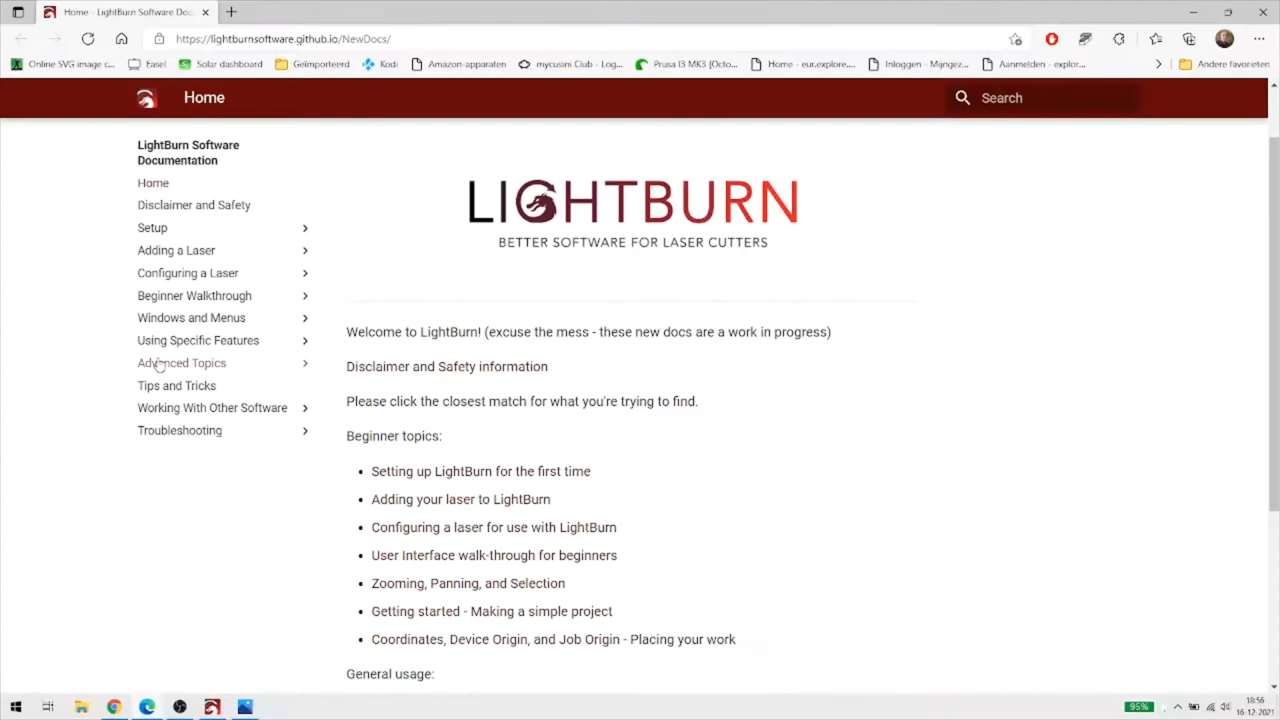 Home - LightBurn Software Doc
https://lightburnsoftware.github.io/NewDocs/
Online SVG image c...
Easel
Solar dashboard
Geïmporteerd
Kodi
Amazon-apparaten
mycusini Club - Log...
Prusa I3 MK3 [Octo...
Home - eur.explore....
Inloggen - Mijngez...
Aanmelden - explor...
Andere favorieten
Home
Search
LightBurn Software
Documentation
Home
Disclaimer and Safety
Setup
Adding a Laser
Configuring a Laser
Beginner Walkthrough
Windows and Menus
Using Specific Features
Advanced Topics
Tips and Tricks
Working With Other Software
Troubleshooting
LIGHTBURN
BETTER SOFTWARE FOR LASER CUTTERS
Welcome to LightBurn! (excuse the mess - these new docs are a work in progress)
Disclaimer and Safety information
Please click the closest match for what you're trying to find.
Beginner topics:
• Setting up LightBurn for the first time
• Adding your laser to LightBurn
• Configuring a laser for use with LightBurn
• User Interface walk-through for beginners
• Zooming, Panning, and Selection
• Getting started - Making a simple project
• Coordinates, Device Origin, and Job Origin - Placing your work
General usage:
95%
18:56
16-12-2021